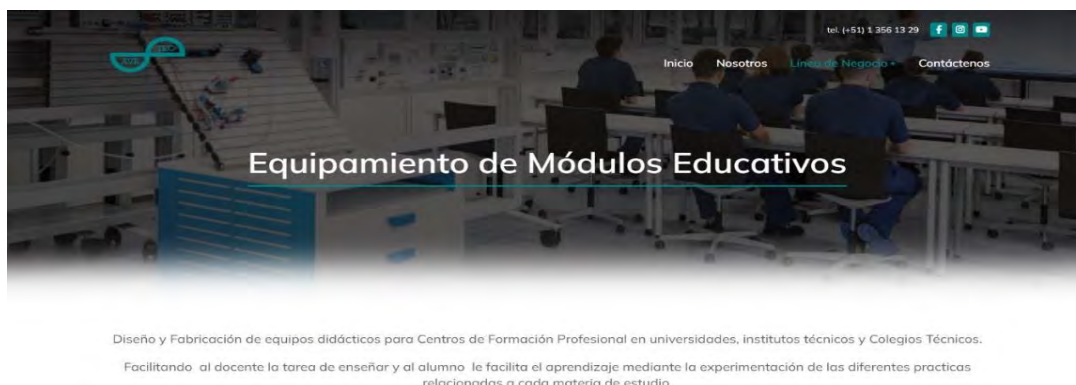 tel. (+51) 1 356 13 29
AVR TEC
Inicio Nosotros Línea de Negocio Contáctenos
Equipamiento de Módulos Educativos
Diseño y Fabricación de equipos didácticos para Centros de Formación Profesional en universidades, institutos técnicos y Colegios Técnicos.
Facilitando al docente la tarea de enseñar y al alumno le facilita el aprendizaje mediante la experimentación de las diferentes practicas
relacionadas a cada materia de estudio